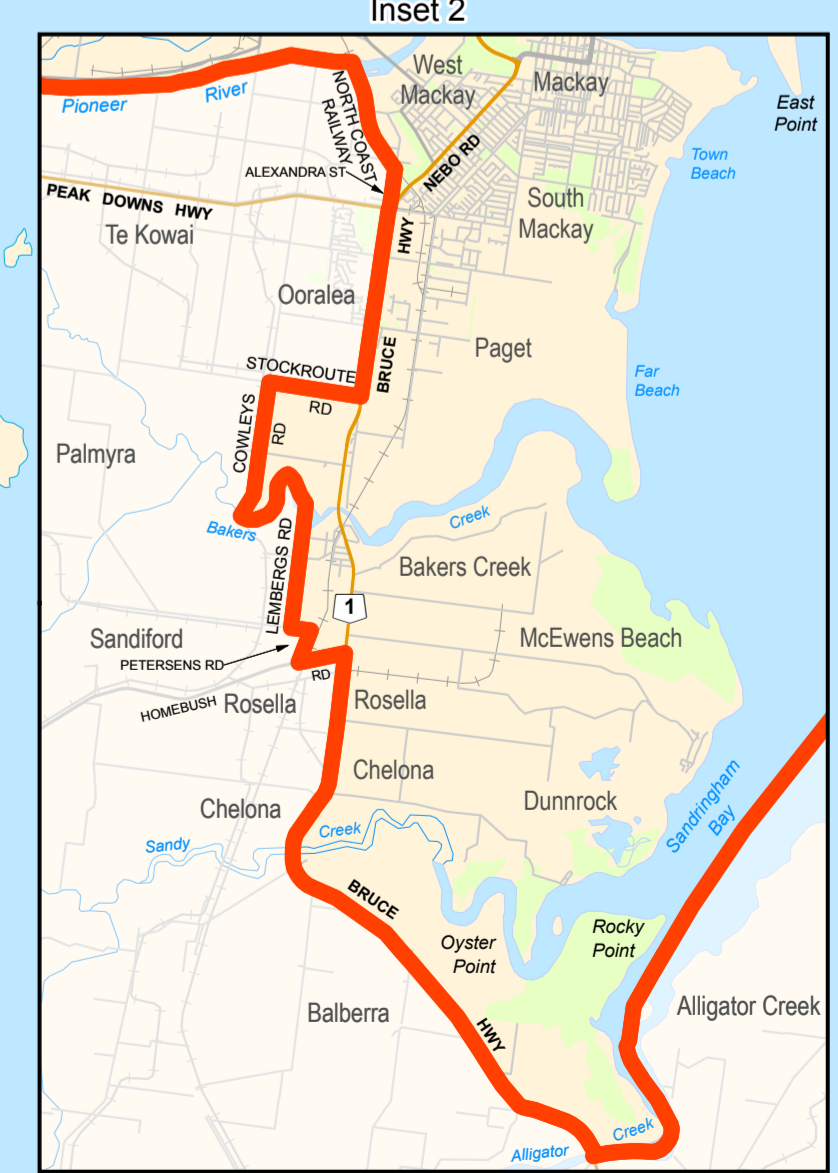 Inset 2
West
Mackay
Mackay
East
Point
Pioneer
River
NORTH COAST
RAILWAY
NEBO RD
Town
Beach
ALEXANDRA ST
PEAK DOWNS HWY
South
Mackay
Te Kowai
HWY
Ooralea
BRUCE
Paget
STOCKROUTE
RD
Far
Beach
COWLEYS
RD
Palmyra
Bakers
Creek
LEMBERGS RD
Bakers Creek
1
Sandiford
McEwens Beach
PETERSENS RD
RD
HOMEBUSH
Rosella
Rosella
Chelona
Chelona
Dunnrock
Sandringham
Bay
Sandy
Creek
BRUCE
Oyster
Point
Rocky
Point
Alligator Creek
Balberra
HWY
Alligator
Creek